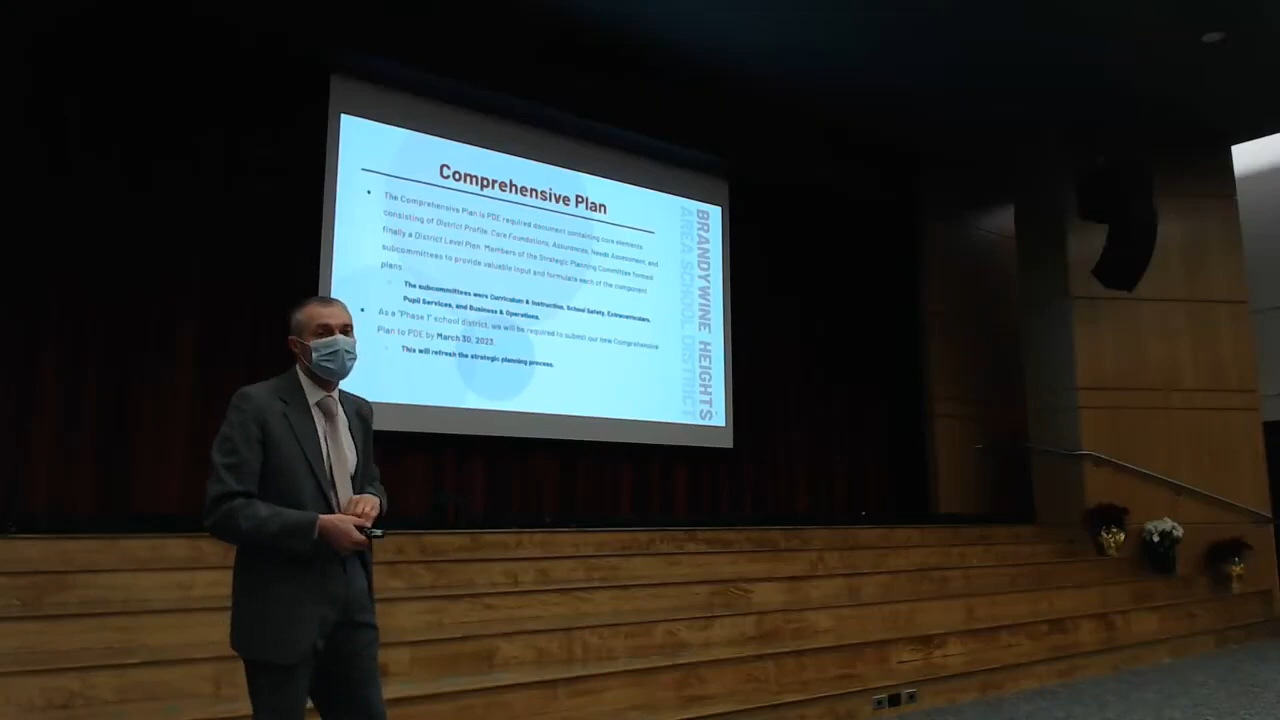 Comprehensive Plan
The Comprehensive Plan is PDE required document containing core elements
consisting of District Profile, Core Foundations, Assurances, Needs Assessment, and
finally a District Level Plan. Members of the Strategic Planning Committee formed
subcommittees to provide valuable input and formulate each of the component
plans.
The subcommittees were Curriculum & Instruction, School Safety, Extracurriculars,
Pupil Services, and Business & Operations.
As a "Phase 1" school district, we will be required to submit our new Comprehensive
Plan to PDE by March 30, 2023.
This will refresh the strategic planning process.
BRANDYWINE HEIGHTS
AREA SCHOOL DISTRICT